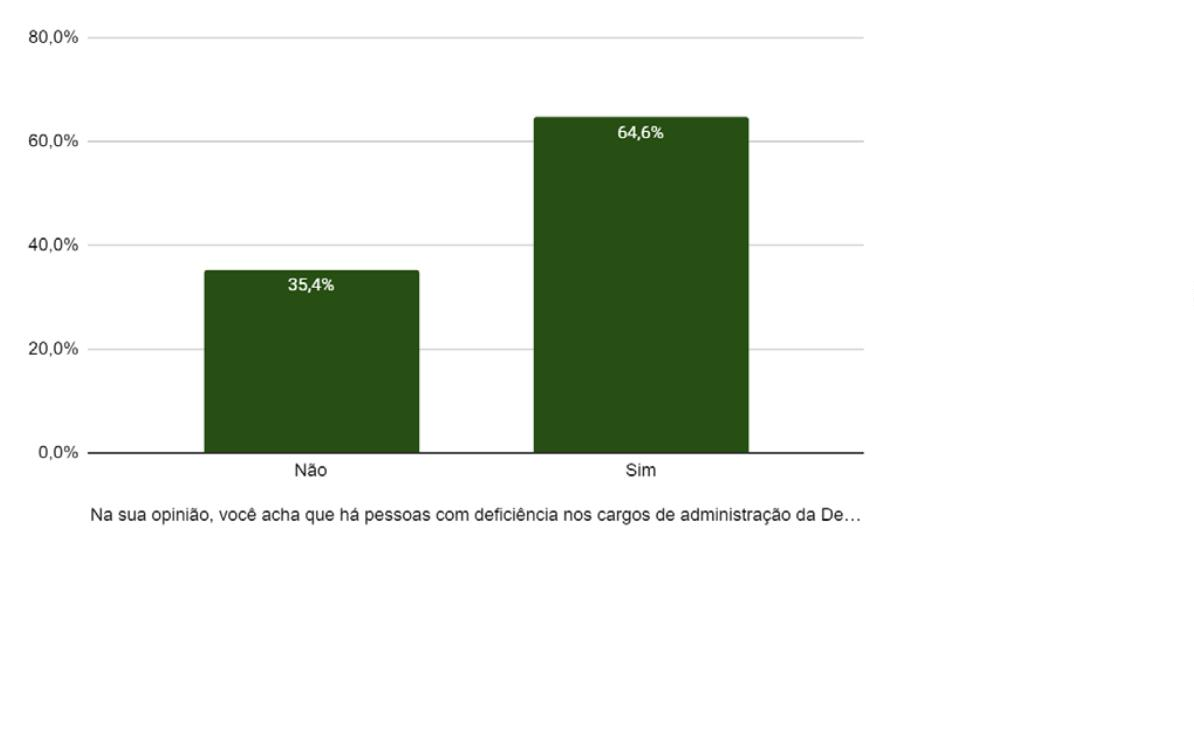 80,0%
60,0%
40,0%
20,0%
0,0%
35,4%
64,6%
Não
Sim
Na sua opinião, você acha que há pessoas com deficiência nos cargos de administração da De…